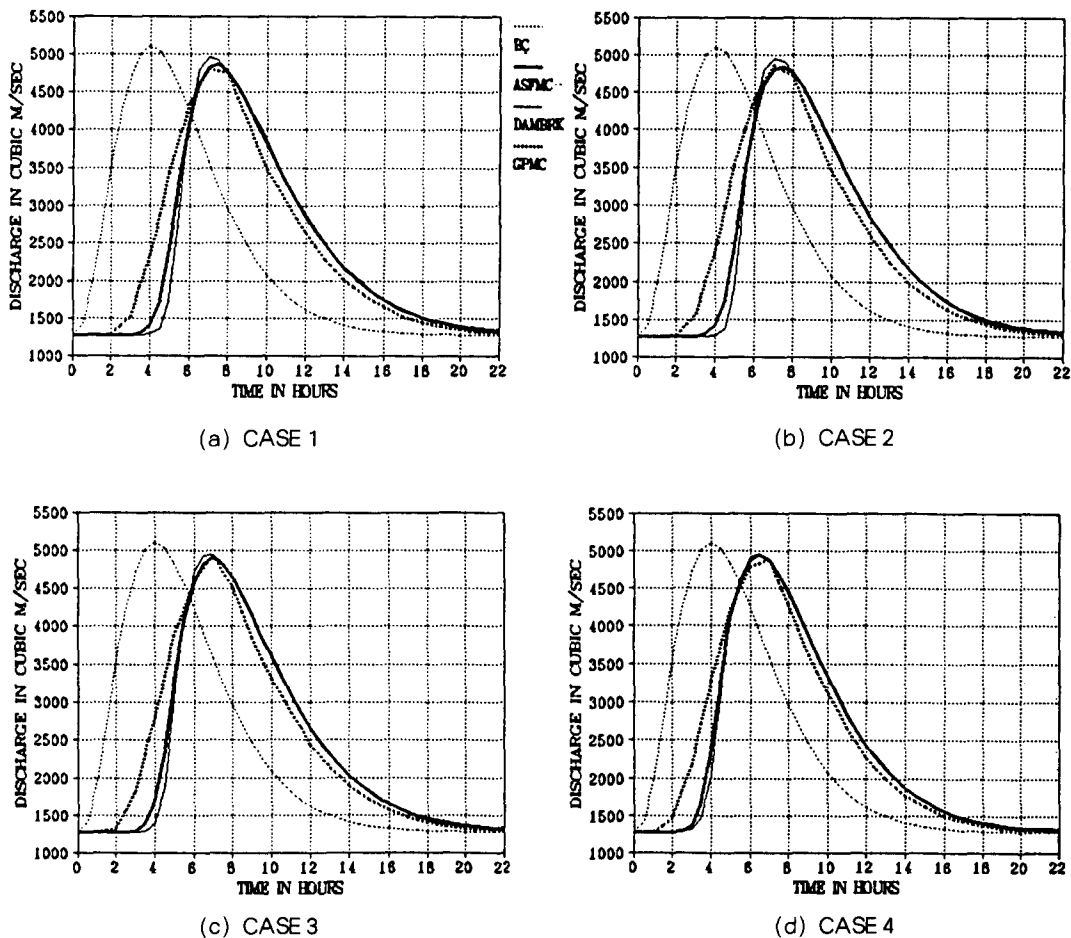 DISCHARGE IN CUBIC M/SEC
5500
5000
4500
4000
3500
3000
2500
2000
1500
1000
0 2 4 6 8 10 12 14 16 18 20 22
TIME IN HOURS
(a) CASE 1
BC
ASFMC
DAMBRK
GPMC
DISCHARGE IN CUBIC M/SEC
5500
5000
4500
4000
3500
3000
2500
2000
1500
1000
0 2 4 6 8 10 12 14 16 18 20 22
TIME IN HOURS
(b) CASE 2
DISCHARGE IN CUBIC M/SEC
5500
5000
4500
4000
3500
3000
2500
2000
1500
1000
0 2 4 6 8 10 12 14 16 18 20 22
TIME IN HOURS
(c) CASE 3
DISCHARGE IN CUBIC M/SEC
5500
5000
4500
4000
3500
3000
2500
2000
1500
1000
0 2 4 6 8 10 12 14 16 18 20 22
TIME IN HOURS
(d) CASE 4